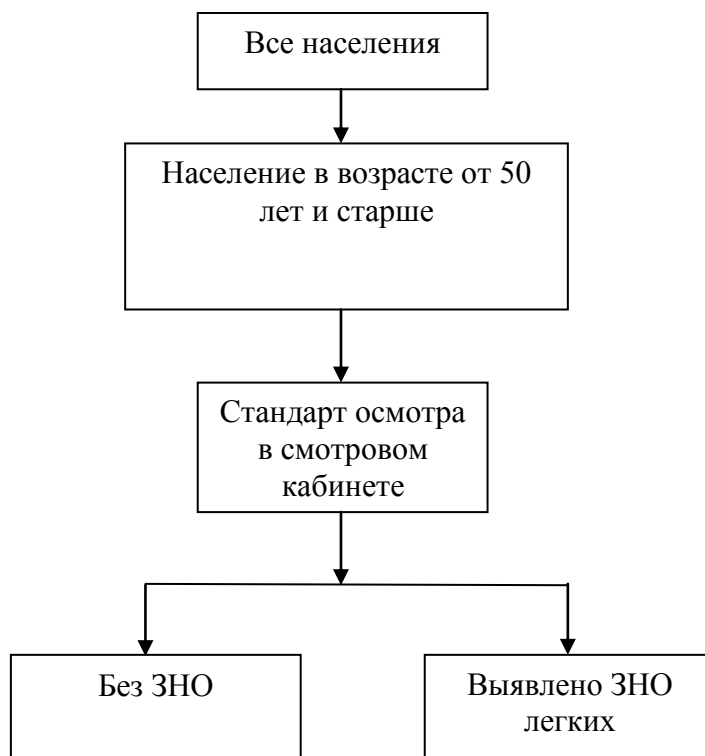 Все населения
Население в возрасте от 50
лет и старше
Стандарт осмотра
в смотровом
кабинете
Без ЗНО
Выявлено ЗНО
легких